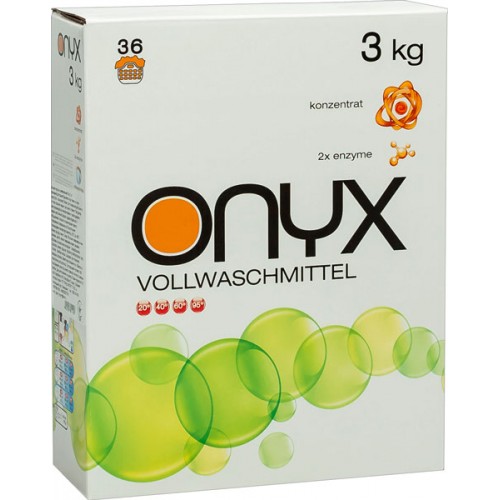 36
3 kg
konzentrat
2x enzyme
ONYX
VOLLWASCHMITTEL
20° 40° 60° 95°
ONYX
3 kg